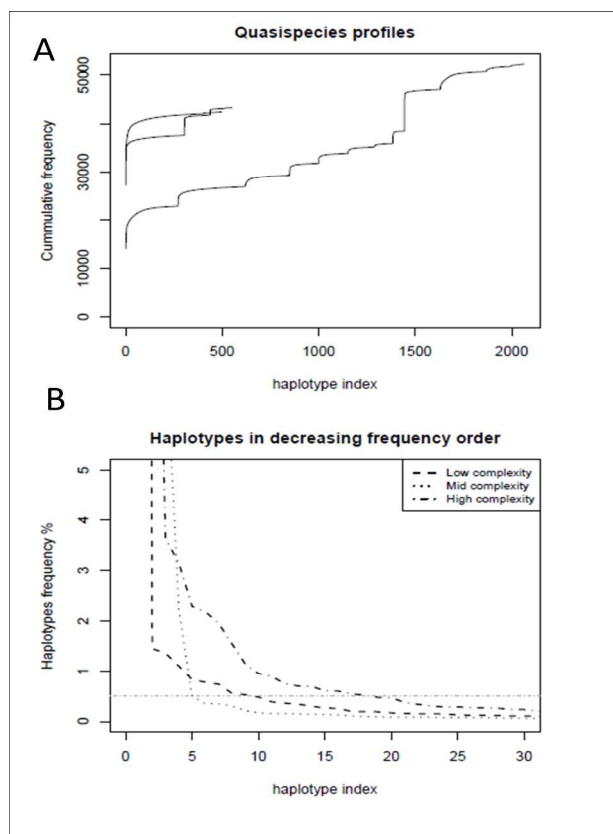 A
Quasispecies profiles
Cummulative frequency
50000
30000
10000
0
0 500 1000 1500 2000
haplotype index
B
Haplotypes in decreasing frequency order
Haplotypes frequency %
5
4
3
2
1
0
Low complexity
Mid complexity
High complexity
0 5 10 15 20 25 30
haplotype index